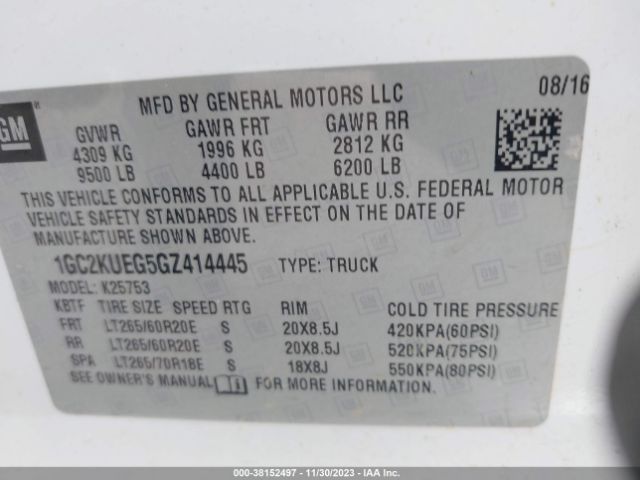 GM
08/16
MFD BY GENERAL MOTORS LLC
GVWR GAWR FRT GAWR RR
4309 KG 1996 KG 2812 KG
9500 LB 4400 LB 6200 LB
THIS VEHICLE CONFORMS TO ALL APPLICABLE U.S. FEDERAL MOTOR
VEHICLE SAFETY STANDARDS IN EFFECT ON THE DATE OF
MANUFACTURE SHOWN ABOVE.
1GC2KUEG5GZ414445 TYPE: TRUCK
MODEL: K25753
KBTF TIRE SIZE SPEED RTG RIM COLD TIRE PRESSURE
FRT LT265/60R20E S 20X8.5J 420KPA(60PSI)
RR LT265/60R20E S 20X8.5J 520KPA(75PSI)
SPA LT265/70R18E S 18X8J 550KPA(80PSI)
SEE OWNER'S MANUAL FOR MORE INFORMATION.
000-38152497 - 11/30/2023 - IAA Inc.